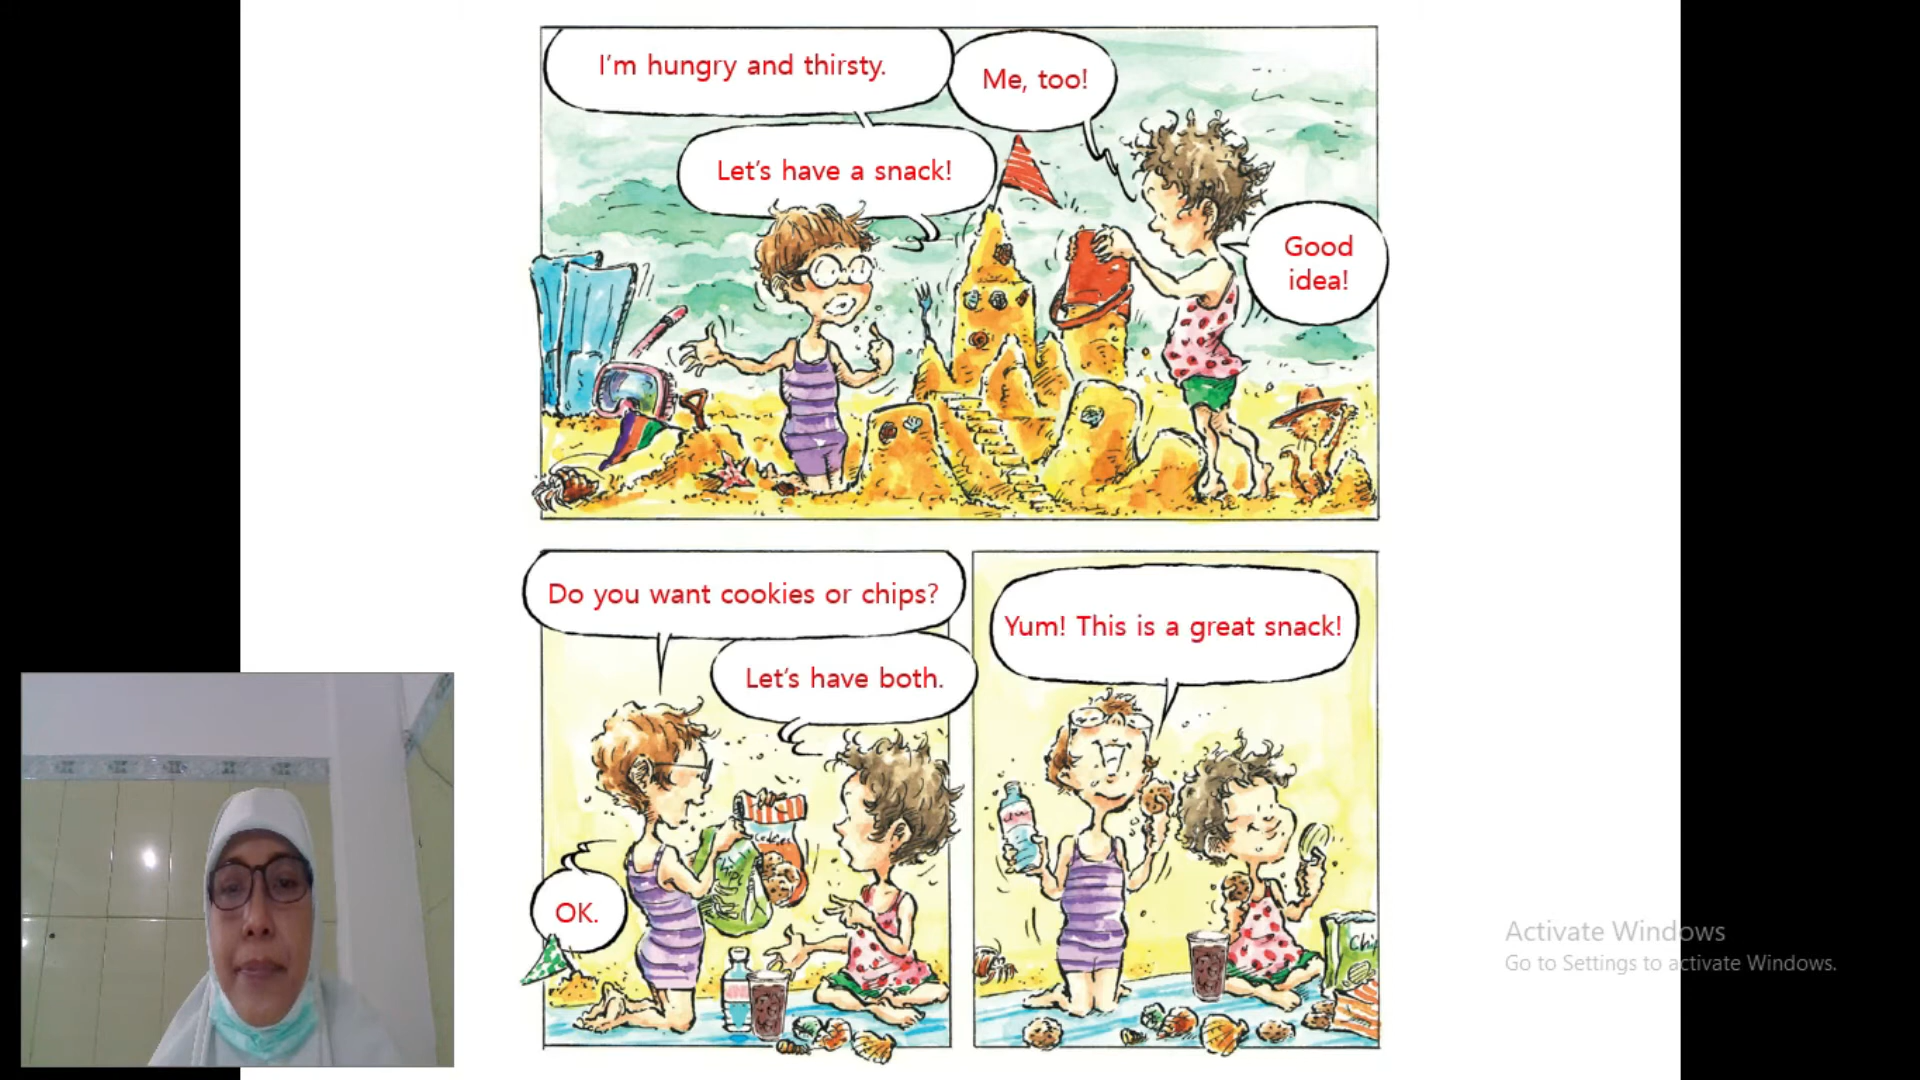 I'm hungry and thirsty.
Me, too!
Let's have a snack!
Good
idea!
Do you want cookies or chips?
Let's have both.
OK.
Yum! This is a great snack!
Chip
Activate Windows
Go to Settings to activate Windows.